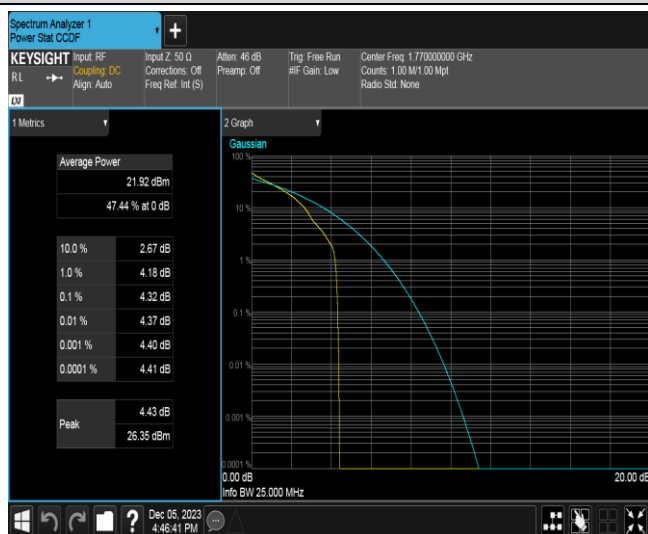 Spectrum Analyzer 1
Power Stat CCDF
KEYSIGHT
RL
LXI
Input: RF
Coupling: DC
Align: Auto
Input Z: 50 Ω
Corrections: Off
Freq Ref: Int (S)
Atten: 46 dB
Preamp: Off
Trig: Free Run
#IF Gain: Low
Center Freq: 1.770000000 GHz
Counts: 1.00 M/1.00 Mpt
Radio Std: None
1 Metrics
Average Power
21.92 dBm
47.44 % at 0 dB
10.0 % 2.67 dB
1.0 % 4.18 dB
0.1 % 4.32 dB
0.01 % 4.37 dB
0.001 % 4.40 dB
0.0001 % 4.41 dB
Peak
4.43 dB
26.35 dBm
2 Graph
Gaussian
100 %
10 %
1 %
0.1 %
0.01 %
0.001 %
0.0001 %
0.00 dB 20.00 dB
Info BW 25.000 MHz
Dec 05, 2023
4:46:41 PM